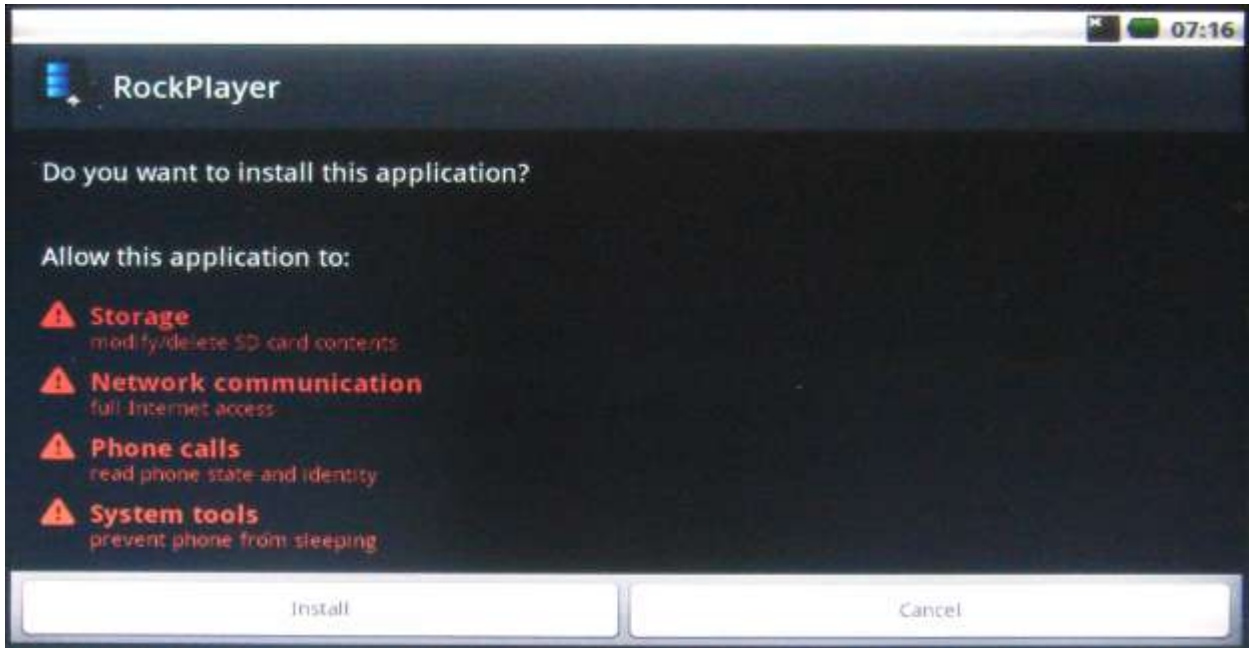 07:16
RockPlayer
Do you want to install this application?
Allow this application to:
Storage
modify/delete SD card contents
Network communication
full Internet access
Phone calls
read phone state and identity
System tools
prevent phone from sleeping
Install
Cancel